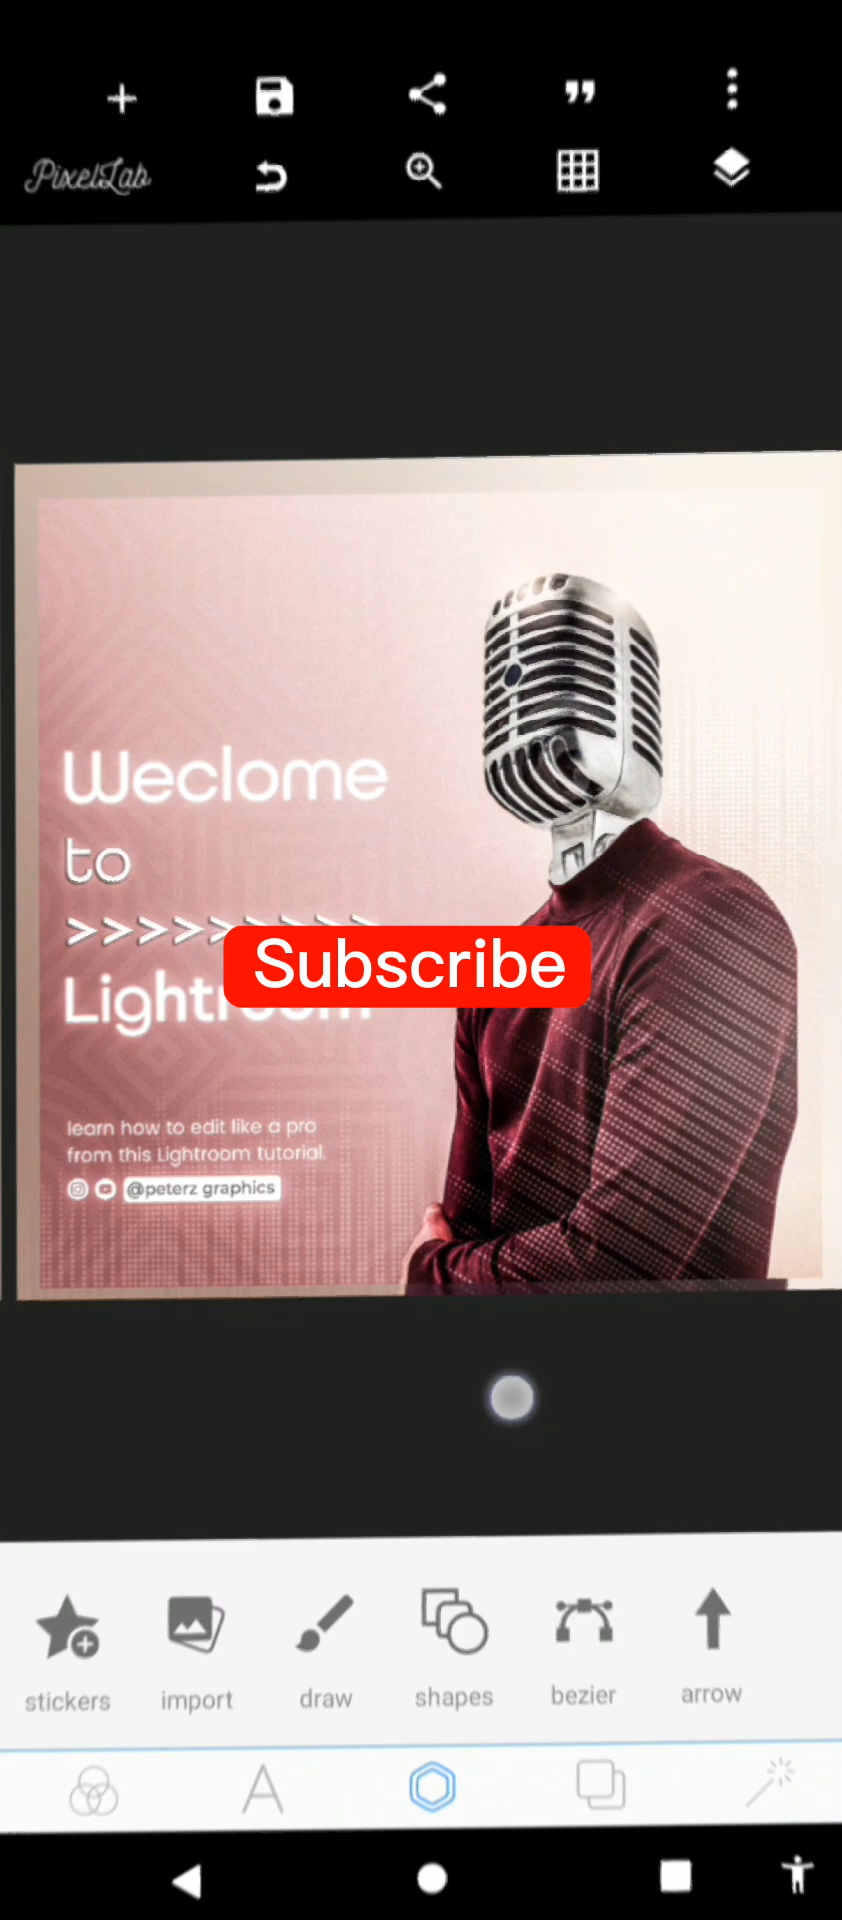 PixelLab
Weclome
to
>>>>>>>>>
Subscribe
Lightroom
learn how to edit like a pro
from this Lightroom tutorial.
@peterz graphics
stickers import draw shapes bezier arrow